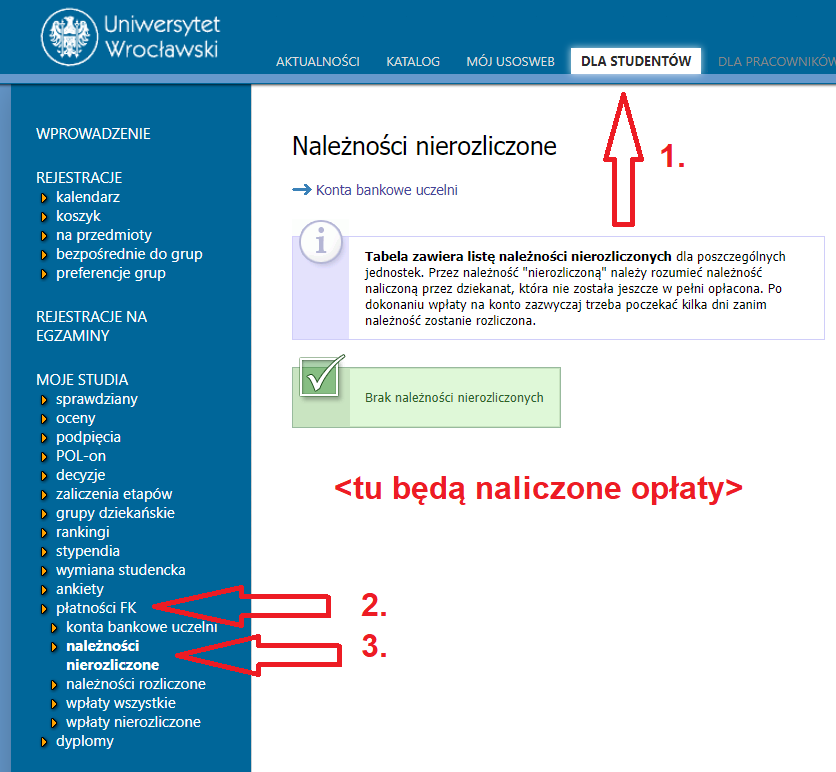 Uniwersytet
Wrocławski
AKTUALNOŚCI KATALOG MÓJ USOSWEB DLA STUDENTÓW DLA PRACOWNIKÓW
WPROWADZENIE
REJESTRACJE
kalendarz
koszyk
na przedmioty
bezpośrednie do grup
preferencje grup
REJESTRACJE NA
EGZAMINY
MOJE STUDIA
sprawdziany
oceny
podpięcia
POL-on
decyzje
zaliczenia etapów
grupy dziekańskie
rankingi
stypendia
wymiana studencka
ankiety
płatności FK
konta bankowe uczelni
należności
nierozliczone
należności rozliczone
wpłaty wszystkie
wpłaty nierozliczone
dyplomy
1.
2.
3.
Należności nierozliczone
Konta bankowe uczelni
i
Tabela zawiera listę należności nierozliczonych dla poszczególnych
jednostek. Przez należność "nierozliczoną" należy rozumieć należność
naliczoną przez dziekanat, która nie została jeszcze w pełni opłacona. Po
dokonaniu wpłaty na konto zazwyczaj trzeba poczekać kilka dni zanim
należność zostanie rozliczona.
Brak należności nierozliczonych
<tu będą naliczone opłaty>